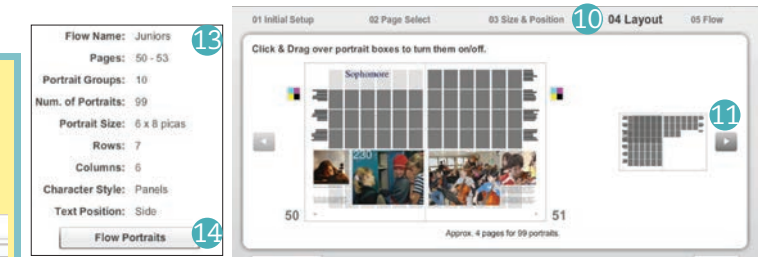 Flow Name: Juniors
13
Pages: 50 - 53
Portrait Groups: 10
Num. of Portraits: 99
Portrait Size: 6 x 8 picas
Rows: 7
Columns: 6
Character Style: Panels
Text Position: Side
Flow Portraits
14
01 Initial Setup
02 Page Select
03 Size & Position
10
04 Layout
05 Flow
Click & Drag over portrait boxes to turn them on/off.
Sophomore
230
11
50
51
Approx. 4 pages for 99 portraits.